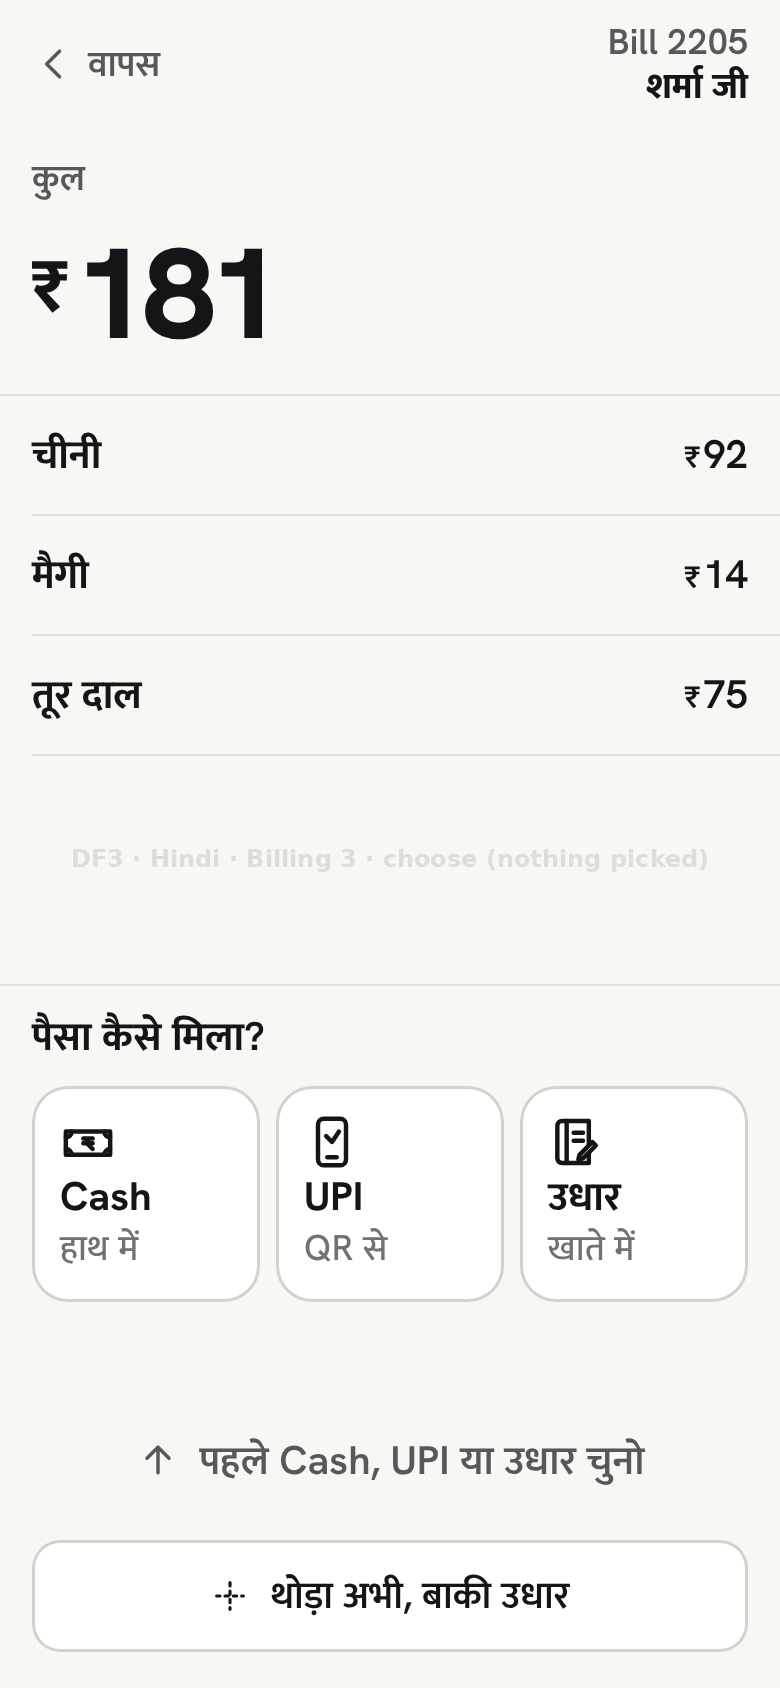 वापस
Bill 2205
शर्मा जी
कुल
₹181
चीनी ₹92
मैगी ₹14
तूर दाल ₹75
DF3 · Hindi · Billing 3 · choose (nothing picked)
पैसा कैसे मिला?
Cash
हाथ में
UPI
QR से
उधार
खाते में
↑ पहले Cash, UPI या उधार चुनो
थोड़ा अभी, बाकी उधार